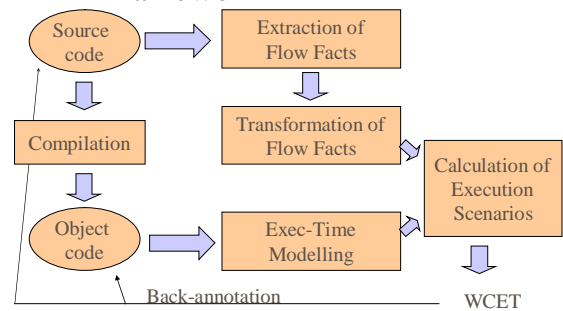 Source
code
Extraction of
Flow Facts
Compilation
Transformation of
Flow Facts
Calculation of
Execution
Scenarios
Object
code
Exec-Time
Modelling
Back-annotation
WCET